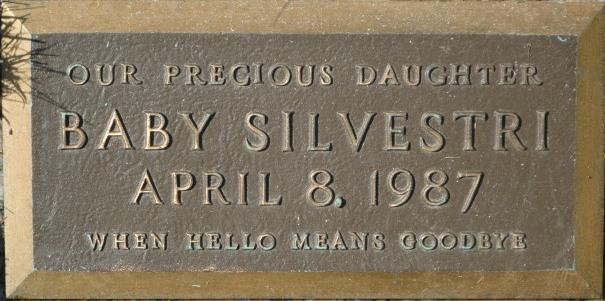 OUR PRECIOUS DAUGHTER
BABY SILVESTRI
APRIL 8, 1987
WHEN HELLO MEANS GOODBYE